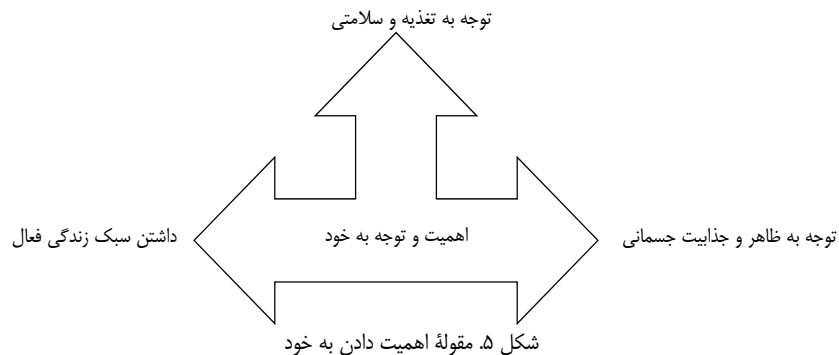 توجه به تغذیه و سلامتی
توجه به ظاهر و جذابیت جسمانی
اهمیت و توجه به خود
داشتن سبک زندگی فعال
شکل ۵. مقولۀ اهمیت دادن به خود